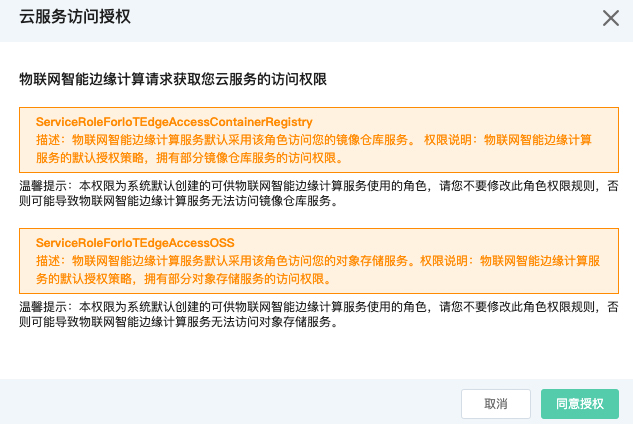 云服务访问授权
物联网智能边缘计算请求获取您云服务的访问权限
ServiceRoleForIoTEdgeAccessContainerRegistry
描述：物联网智能边缘计算服务默认采用该角色访问您的镜像仓库服务。 权限说明：物联网智能边缘计算
服务的默认授权策略，拥有部分镜像仓库服务的访问权限。
温馨提示：本权限为系统默认创建的可供物联网智能边缘计算服务使用的角色，请您不要修改此角色权限规则，否
则可能导致物联网智能边缘计算服务无法访问镜像仓库服务。
ServiceRoleForIoTEdgeAccessOSS
描述：物联网智能边缘计算服务默认采用该角色访问您的对象存储服务。权限说明：物联网智能边缘计算服
务的默认授权策略，拥有部分对象存储服务的访问权限。
温馨提示：本权限为系统默认创建的可供物联网智能边缘计算服务使用的角色，请您不要修改此角色权限规则，否
则可能导致物联网智能边缘计算服务无法访问对象存储服务。
取消
同意授权